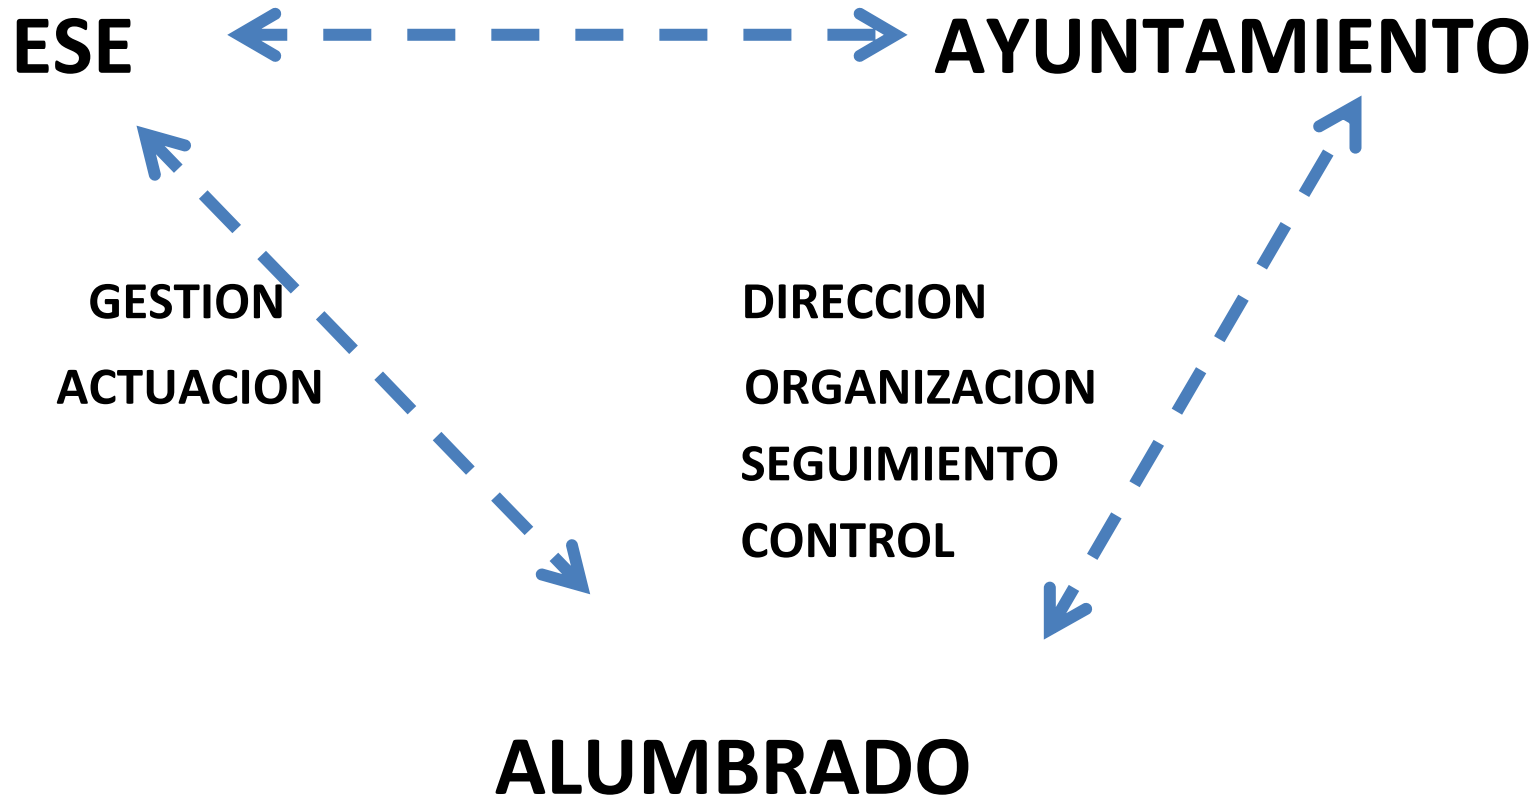 ESE
AYUNTAMIENTO
GESTION
ACTUACION
DIRECCION
ORGANIZACION
SEGUIMIENTO
CONTROL
ALUMBRADO